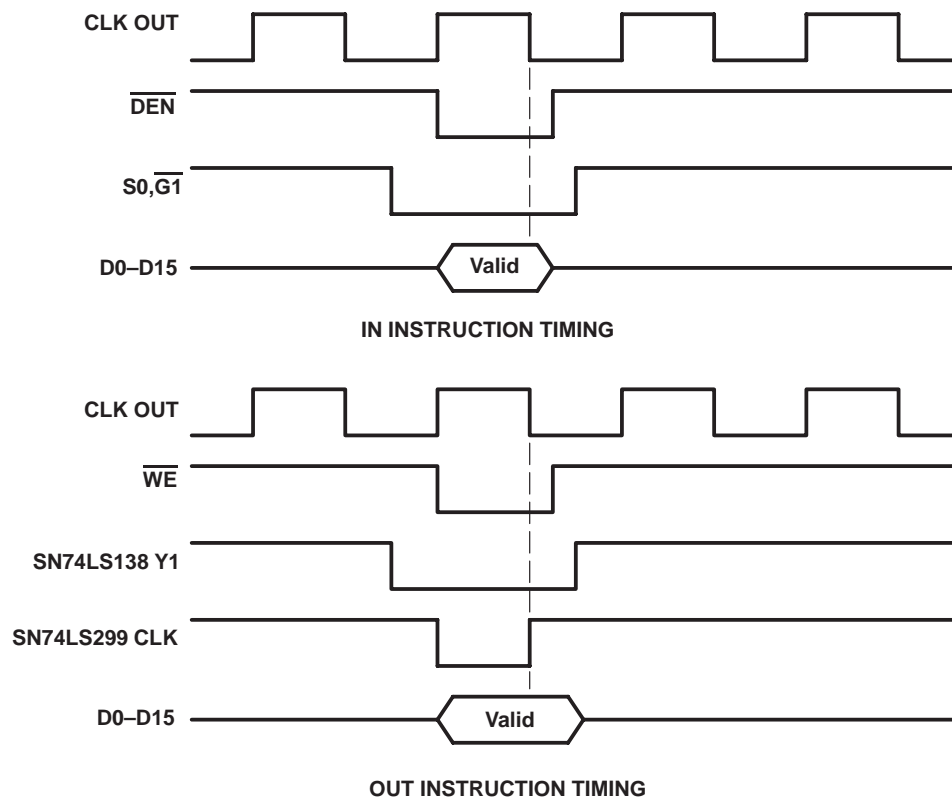 CLK OUT
DEN
S0,G1
D0–D15
Valid
IN INSTRUCTION TIMING
CLK OUT
WE
SN74LS138 Y1
SN74LS299 CLK
D0–D15
Valid
OUT INSTRUCTION TIMING